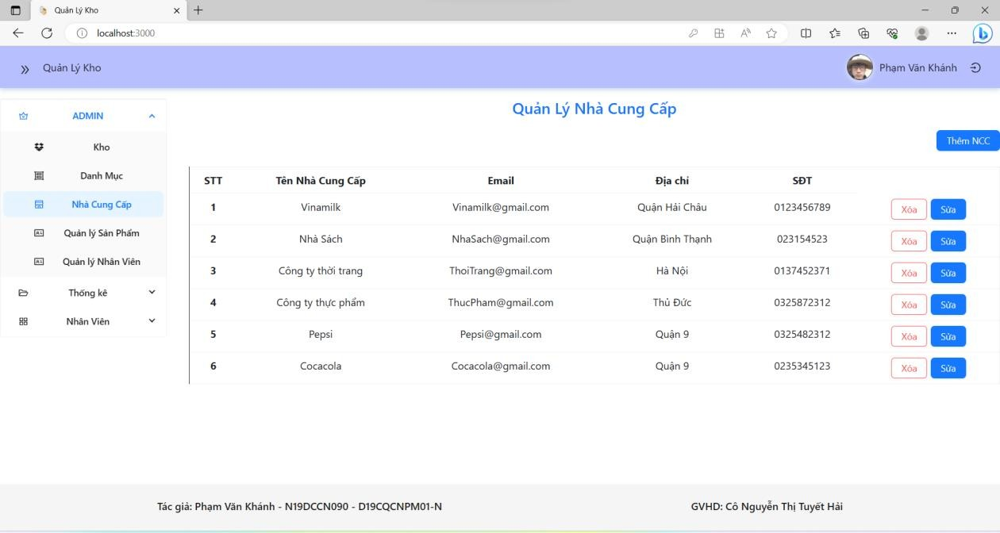 Quản Lý Kho
localhost:3000
Quản Lý Kho
Phạm Văn Khánh
ADMIN
Kho
Danh Mục
Nhà Cung Cấp
Quản lý Sản Phẩm
Quản lý Nhân Viên
Thống kê
Nhân Viên
Quản Lý Nhà Cung Cấp
Thêm NCC
STT Tên Nhà Cung Cấp Email Địa chỉ SĐT
1 Vinamilk Vinamilk@gmail.com Quận Hải Châu 0123456789 Xóa Sửa
2 Nhà Sách NhaSach@gmail.com Quận Bình Thạnh 023154523 Xóa Sửa
3 Công ty thời trang ThoiTrang@gmail.com Hà Nội 0137452371 Xóa Sửa
4 Công ty thực phẩm ThucPham@gmail.com Thủ Đức 0325872312 Xóa Sửa
5 Pepsi Pepsi@gmail.com Quận 9 0325482312 Xóa Sửa
6 Cocacola Cocacola@gmail.com Quận 9 0235345123 Xóa Sửa
Tác giả: Phạm Văn Khánh - N19DCCN090 - D19CQCNPM01-N
GVHD: Cô Nguyễn Thị Tuyết Hải